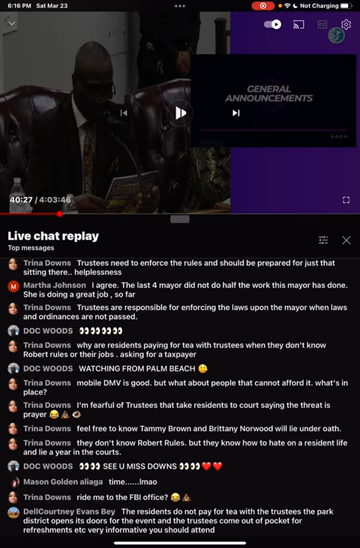 6:16 PM Sat Mar 23
Not Charging
GENERAL
ANNOUNCEMENTS
40:27 / 4:03:46
Live chat replay
Top messages
Trina Downs Trustees need to enforce the rules and should be prepared for just that
sitting there.. helplessness
M Martha Johnson I agree. The last 4 mayor did not do half the work this mayor has done.
She is doing a great job , so far
Trina Downs Trustees are responsible for enforcing the laws upon the mayor when laws
and ordinances are not passed.
DOC WOODS 👀👀👀👀
Trina Downs why are residents paying for tea with trustees when they don't know
Robert rules or their jobs . asking for a taxpayer
DOC WOODS WATCHING FROM PALM BEACH
Trina Downs mobile DMV is good. but what about people that cannot afford it. what's in
place?
Trina Downs I'm fearful of Trustees that take residents to court saying the threat is
prayer 😂💩
Trina Downs feel free to know Tammy Brown and Brittany Norwood will lie under oath.
Trina Downs they don't know Robert Rules. but they know how to hate on a resident life
and lie a year in the courts.
DOC WOODS 👀👀 SEE U MISS DOWNS 👀👀❤️❤️
Mason Golden aliaga time......lmao
Trina Downs ride me to the FBI office? 😂💩
DellCourtney Evans Bey The residents do not pay for tea with the trustees the park
district opens its doors for the event and the trustees come out of pocket for
refreshments etc very informative you should attend